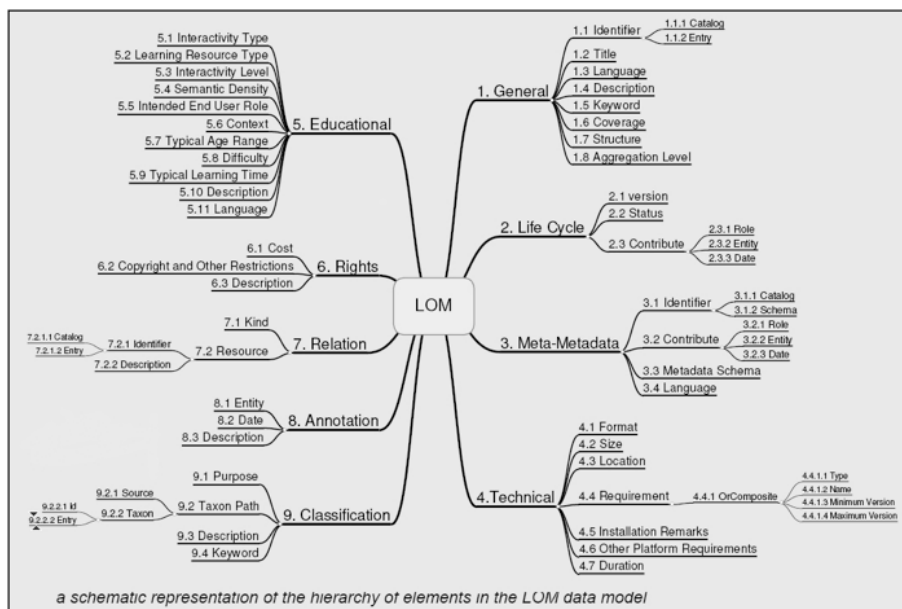 LOM
1. General
1.1 Identifier
1.1.1 Catalog
1.1.2 Entry
1.2 Title
1.3 Language
1.4 Description
1.5 Keyword
1.6 Coverage
1.7 Structure
1.8 Aggregation Level
2. Life Cycle
2.1 version
2.2 Status
2.3 Contribute
2.3.1 Role
2.3.2 Entity
2.3.3 Date
3. Meta-Metadata
3.1 Identifier
3.1.1 Catalog
3.1.2 Schema
3.2 Contribute
3.2.1 Role
3.2.2 Entity
3.2.3 Date
3.3 Metadata Schema
3.4 Language
4.Technical
4.1 Format
4.2 Size
4.3 Location
4.4 Requirement
4.4.1 OrComposite
4.4.1.1 Type
4.4.1.2 Name
4.4.1.3 Minimum Version
4.4.1.4 Maximum Version
4.5 Installation Remarks
4.6 Other Platform Requirements
4.7 Duration
5. Educational
5.1 Interactivity Type
5.2 Learning Resource Type
5.3 Interactivity Level
5.4 Semantic Density
5.5 Intended End User Role
5.6 Context
5.7 Typical Age Range
5.8 Difficulty
5.9 Typical Learning Time
5.10 Description
5.11 Language
6. Rights
6.1 Cost
6.2 Copyright and Other Restrictions
6.3 Description
7. Relation
7.1 Kind
7.2 Resource
7.2.1 Identifier
7.2.1.1 Catalog
7.2.1.2 Entry
7.2.2 Description
8. Annotation
8.1 Entity
8.2 Date
8.3 Description
9. Classification
9.1 Purpose
9.2 Taxon Path
9.2.1 Source
9.2.2 Taxon
9.2.2.1 Id
9.2.2.2 Entry
9.3 Description
9.4 Keyword
a schematic representation of the hierarchy of elements in the LOM data model